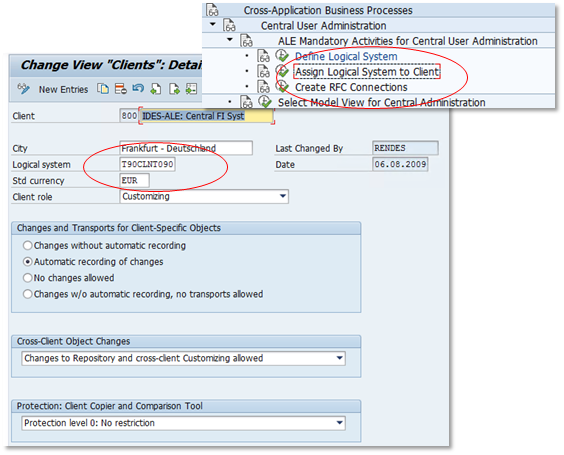 Cross-Application Business Processes
Central User Administration
ALE Mandatory Activities for Central User Administration
Define Logical System
Assign Logical System to Client
Create RFC Connections
Select Model View for Central Administration
Change View "Clients": Detai
New Entries
Client 800 IDES-ALE: Central FI Syst
City Frankfurt - Deutschland Last Changed By RENDES
Logical system T90CLNT090 Date 06.08.2009
Std currency EUR
Client role Customizing
Changes and Transports for Client-Specific Objects
Changes without automatic recording
Automatic recording of changes
No changes allowed
Changes w/o automatic recording, no transports allowed
Cross-Client Object Changes
Changes to Repository and cross-client Customizing allowed
Protection: Client Copier and Comparison Tool
Protection level 0: No restriction